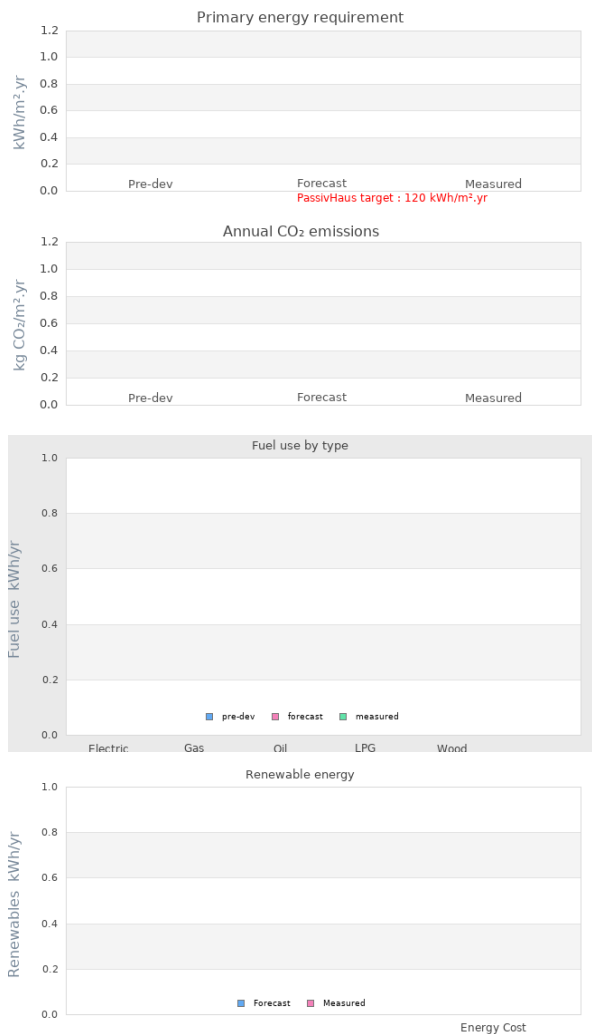 Primary energy requirement
kWh/m².yr
1.2
1.0
0.8
0.6
0.4
0.2
0.0
Pre-dev Forecast Measured
PassivHaus target : 120 kWh/m².yr
Annual CO₂ emissions
kg CO₂/m².yr
1.2
1.0
0.8
0.6
0.4
0.2
0.0
Pre-dev Forecast Measured
Fuel use by type
Fuel use kWh/yr
1.0
0.8
0.6
0.4
0.2
0.0
pre-dev forecast measured
Electric Gas Oil LPG Wood
Renewable energy
Renewables kWh/yr
1.0
0.8
0.6
0.4
0.2
0.0
Forecast Measured
Energy Cost